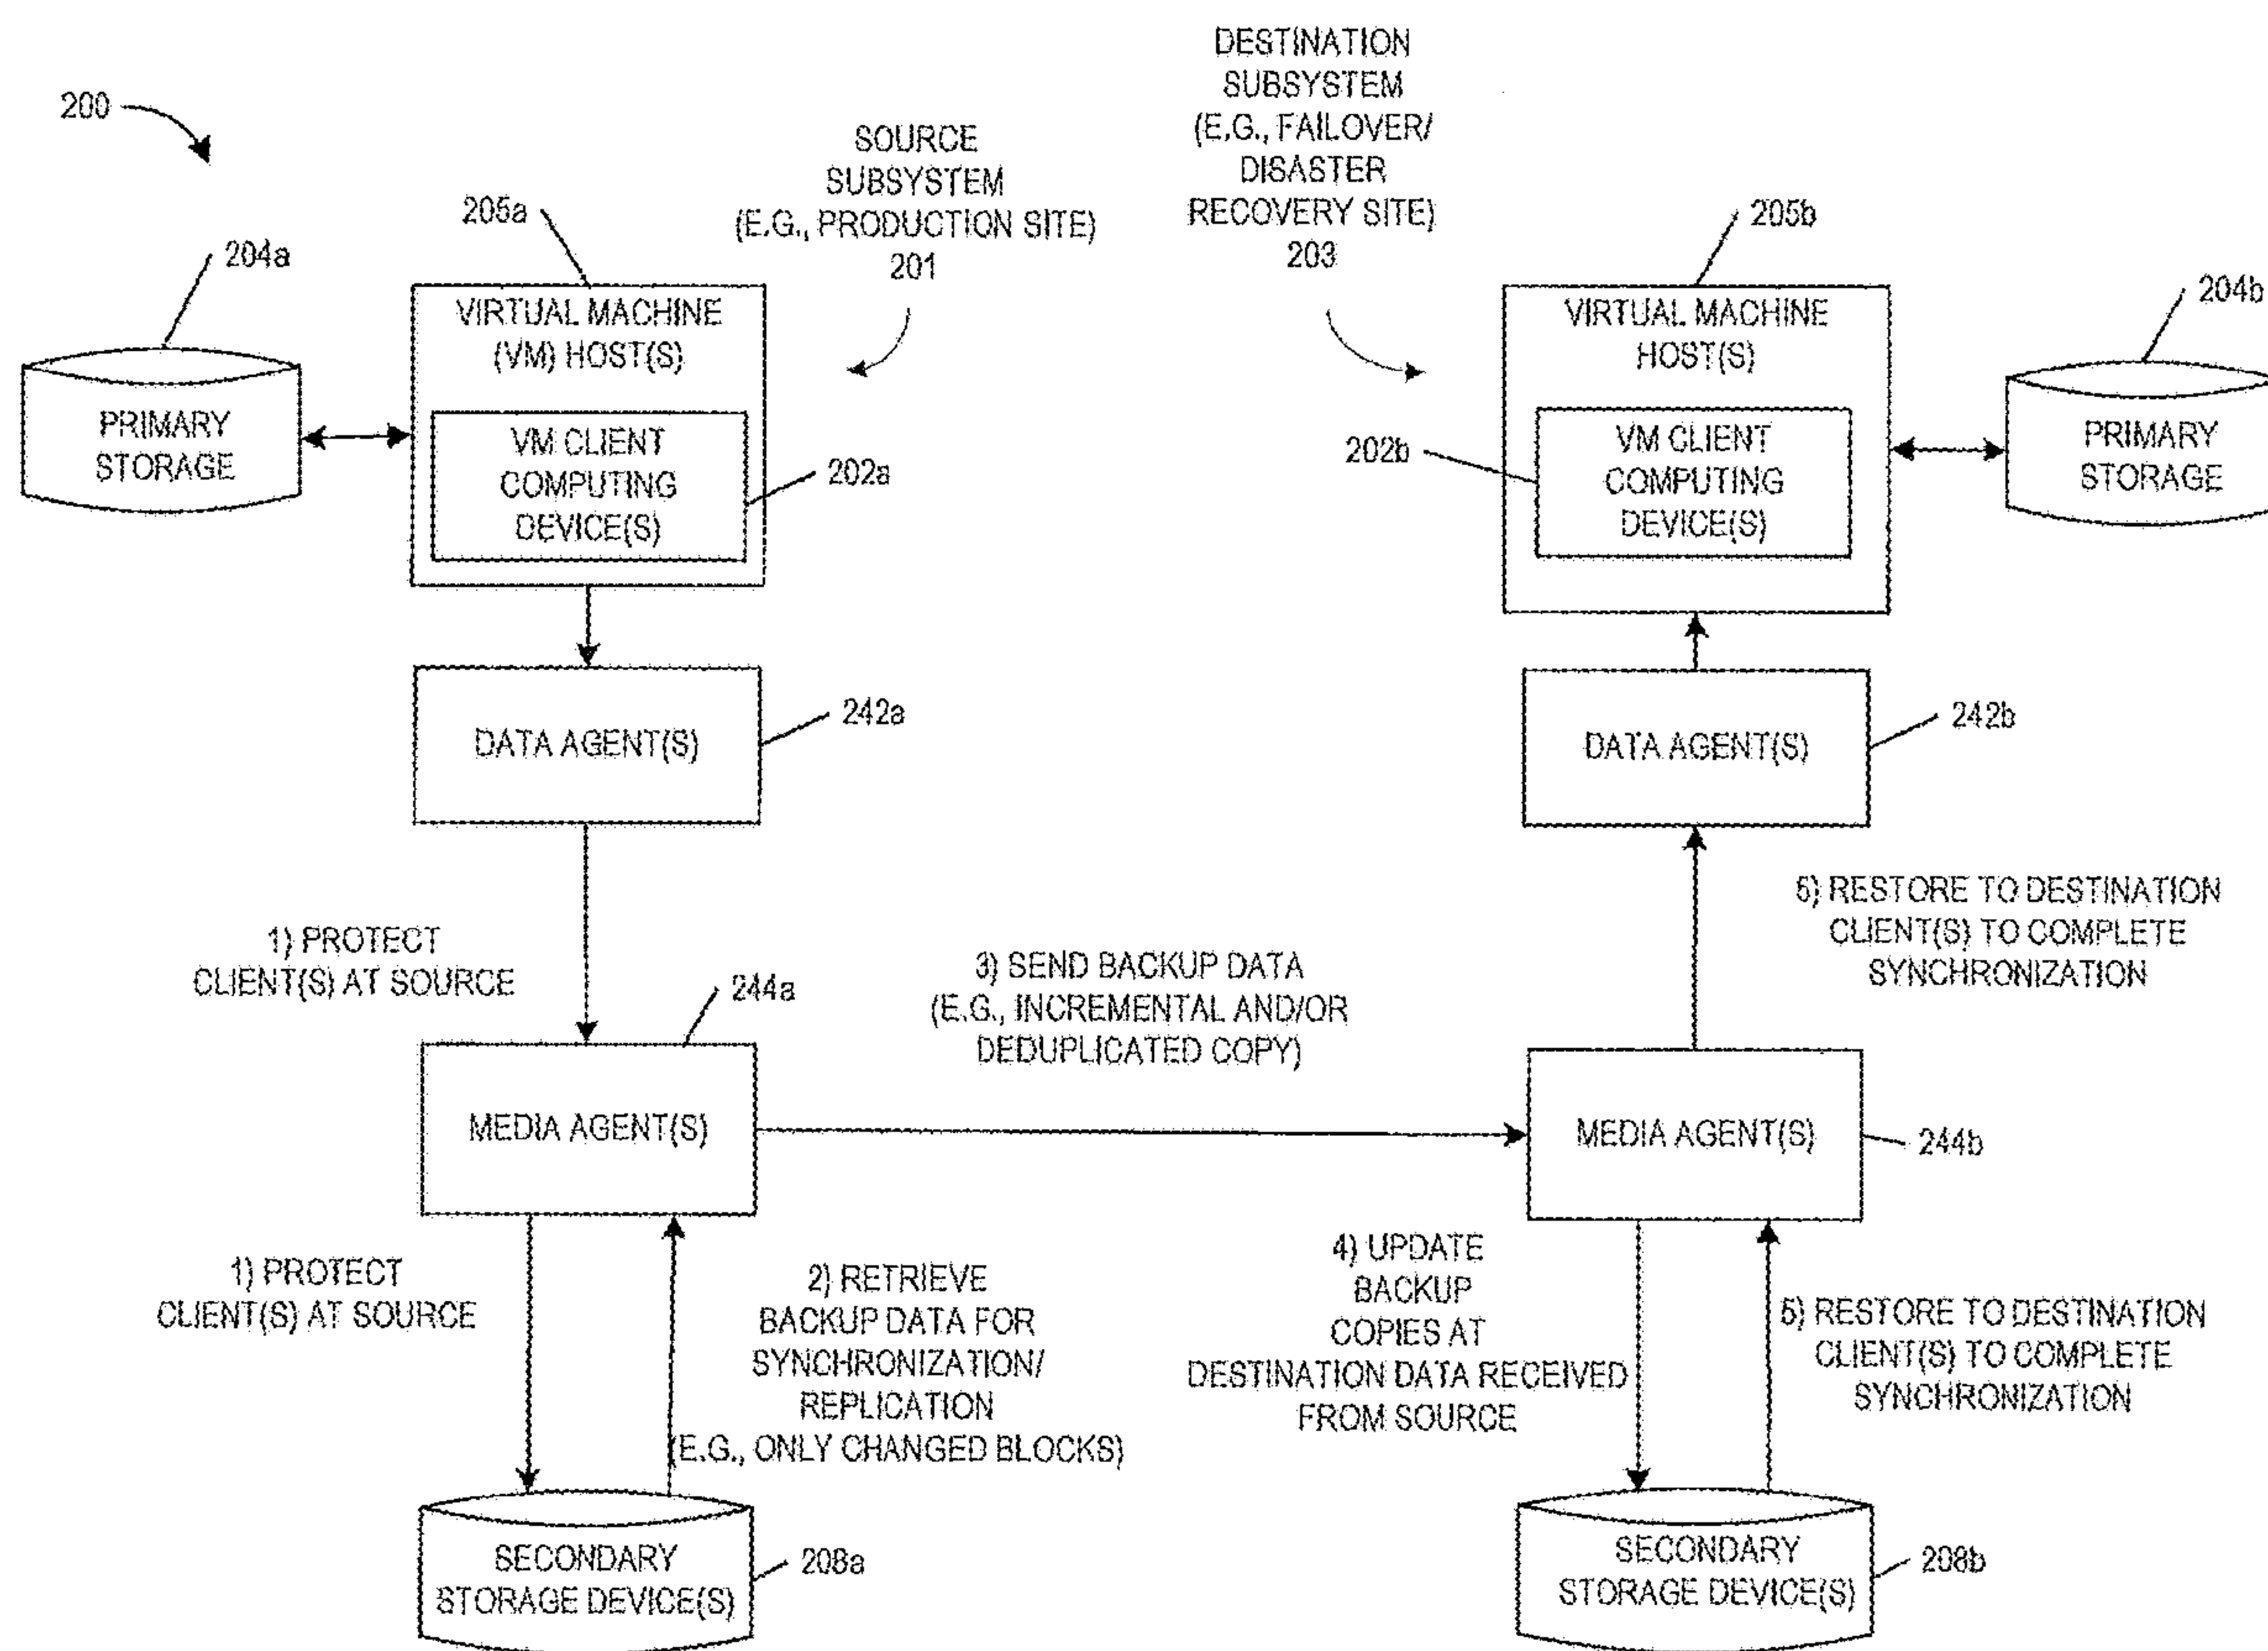 200
SOURCE
SUBSYSTEM
(E.G., PRODUCTION SITE)
201
DESTINATION
SUBSYSTEM
(E.G., FAILOVER/
DISASTER
RECOVERY SITE)
203
204a
205a
205b
204b
PRIMARY
STORAGE
VIRTUAL MACHINE
(VM) HOST(S)
VM CLIENT
COMPUTING
DEVICE(S)
202a
202b
VIRTUAL MACHINE
HOST(S)
VM CLIENT
COMPUTING
DEVICE(S)
PRIMARY
STORAGE
DATA AGENT(S)
242a
DATA AGENT(S)
242b
1) PROTECT
CLIENT(S) AT SOURCE
244a
3) SEND BACKUP DATA
(E.G., INCREMENTAL AND/OR
DEDUPLICATED COPY)
5) RESTORE TO DESTINATION
CLIENT(S) TO COMPLETE
SYNCHRONIZATION
MEDIA AGENT(S)
MEDIA AGENT(S)
244b
1) PROTECT
CLIENT(S) AT SOURCE
2) RETRIEVE
BACKUP DATA FOR
SYNCHRONIZATION/
REPLICATION
(E.G., ONLY CHANGED BLOCKS)
4) UPDATE
BACKUP
COPIES AT
DESTINATION DATA RECEIVED
FROM SOURCE
5) RESTORE TO DESTINATION
CLIENT(S) TO COMPLETE
SYNCHRONIZATION
SECONDARY
STORAGE DEVICE(S)
208a
SECONDARY
STORAGE DEVICE(S)
208b